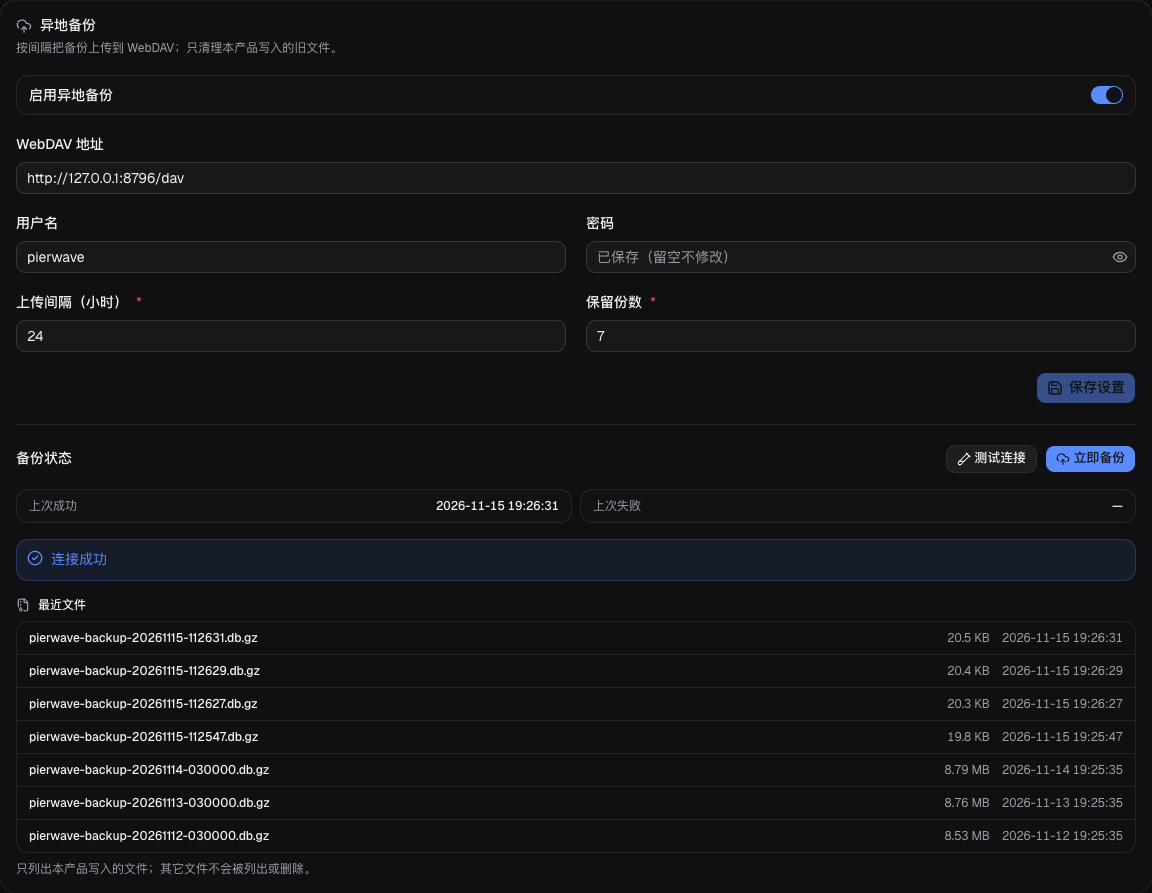 异地备份
按间隔把备份上传到 WebDAV；只清理本产品写入的旧文件。
启用异地备份
WebDAV 地址
http://127.0.0.1:8796/dav
用户名 密码
pierwave 已保存（留空不修改）
上传间隔（小时） * 保留份数 *
24 7
保存设置
备份状态 测试连接 立即备份
上次成功 2026-11-15 19:26:31 上次失败 —
连接成功
最近文件
pierwave-backup-20261115-112631.db.gz 20.5 KB 2026-11-15 19:26:31
pierwave-backup-20261115-112629.db.gz 20.4 KB 2026-11-15 19:26:29
pierwave-backup-20261115-112627.db.gz 20.3 KB 2026-11-15 19:26:27
pierwave-backup-20261115-112547.db.gz 19.8 KB 2026-11-15 19:25:47
pierwave-backup-20261114-030000.db.gz 8.79 MB 2026-11-14 19:25:35
pierwave-backup-20261113-030000.db.gz 8.76 MB 2026-11-13 19:25:35
pierwave-backup-20261112-030000.db.gz 8.53 MB 2026-11-12 19:25:35
只列出本产品写入的文件；其它文件不会被列出或删除。